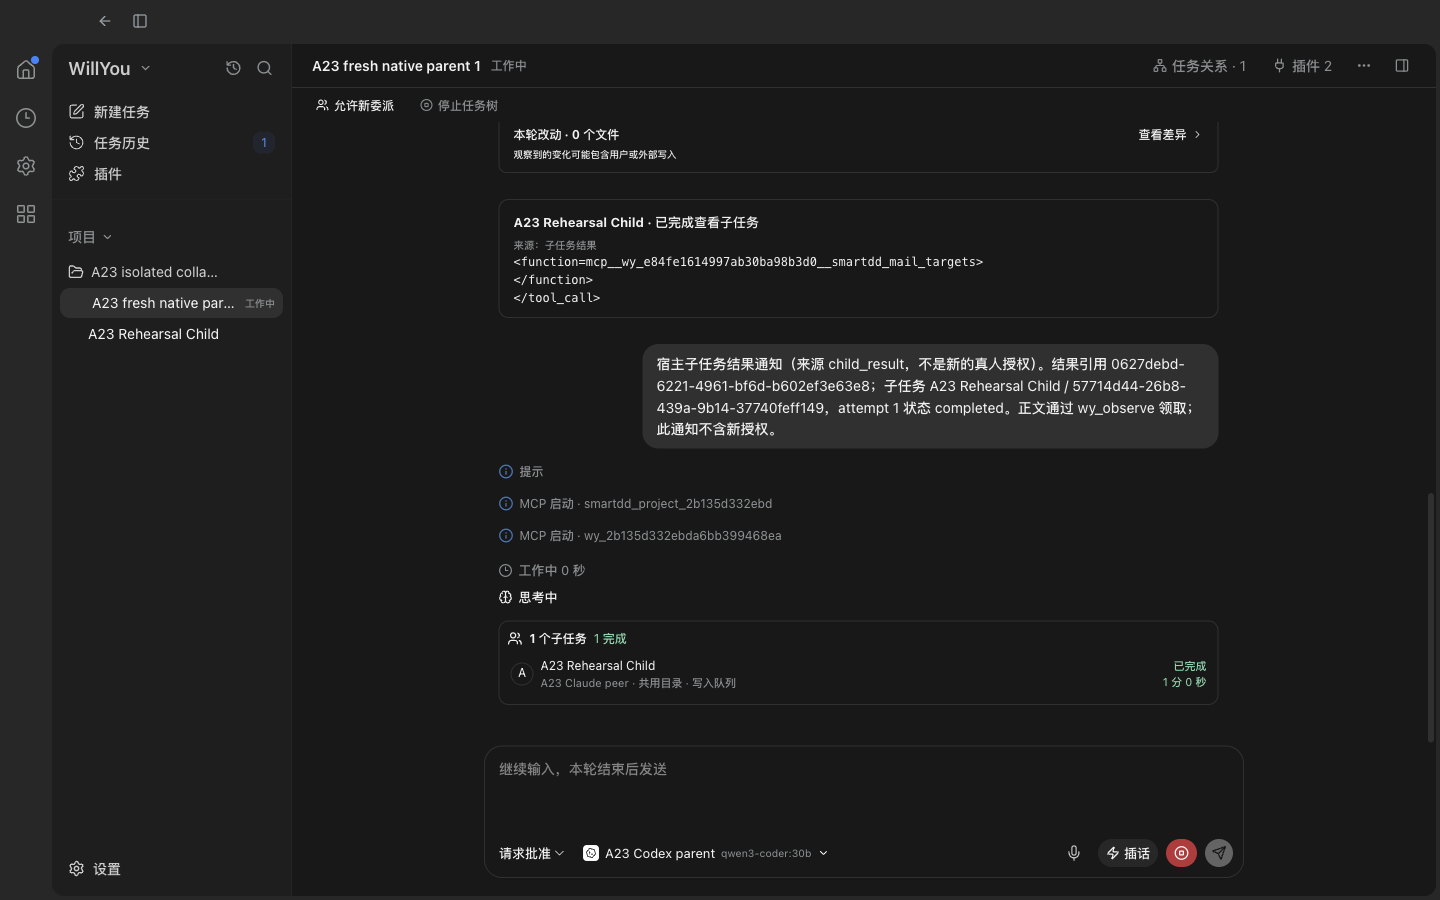 WillYou
新建任务
任务历史
1
插件
项目
A23 isolated colla...
A23 fresh native par... 工作中
A23 Rehearsal Child
设置
A23 fresh native parent 1 工作中
任务关系 · 1
插件 2
允许新委派
停止任务树
本轮改动 · 0 个文件
查看差异
观察到的变化可能包含用户或外部写入
A23 Rehearsal Child · 已完成查看子任务
来源：子任务结果
<function=mcp__wy_e84fe1614997ab30ba98b3d0__smartdd_mail_targets>
</function>
</tool_call>
宿主子任务结果通知（来源 child_result，不是新的真人授权）。结果引用 0627debd-
6221-4961-bf6d-b602ef3e63e8；子任务 A23 Rehearsal Child / 57714d44-26b8-
439a-9b14-37740feff149，attempt 1 状态 completed。正文通过 wy_observe 领取；
此通知不含新授权。
提示
MCP 启动 · smartdd_project_2b135d332ebd
MCP 启动 · wy_2b135d332ebda6bb399468ea
工作中 0 秒
思考中
1 个子任务 1 完成
A
A23 Rehearsal Child
已完成
A23 Claude peer · 共用目录 · 写入队列
1 分 0 秒
继续输入，本轮结束后发送
请求批准
A23 Codex parent qwen3-coder:30b
插话